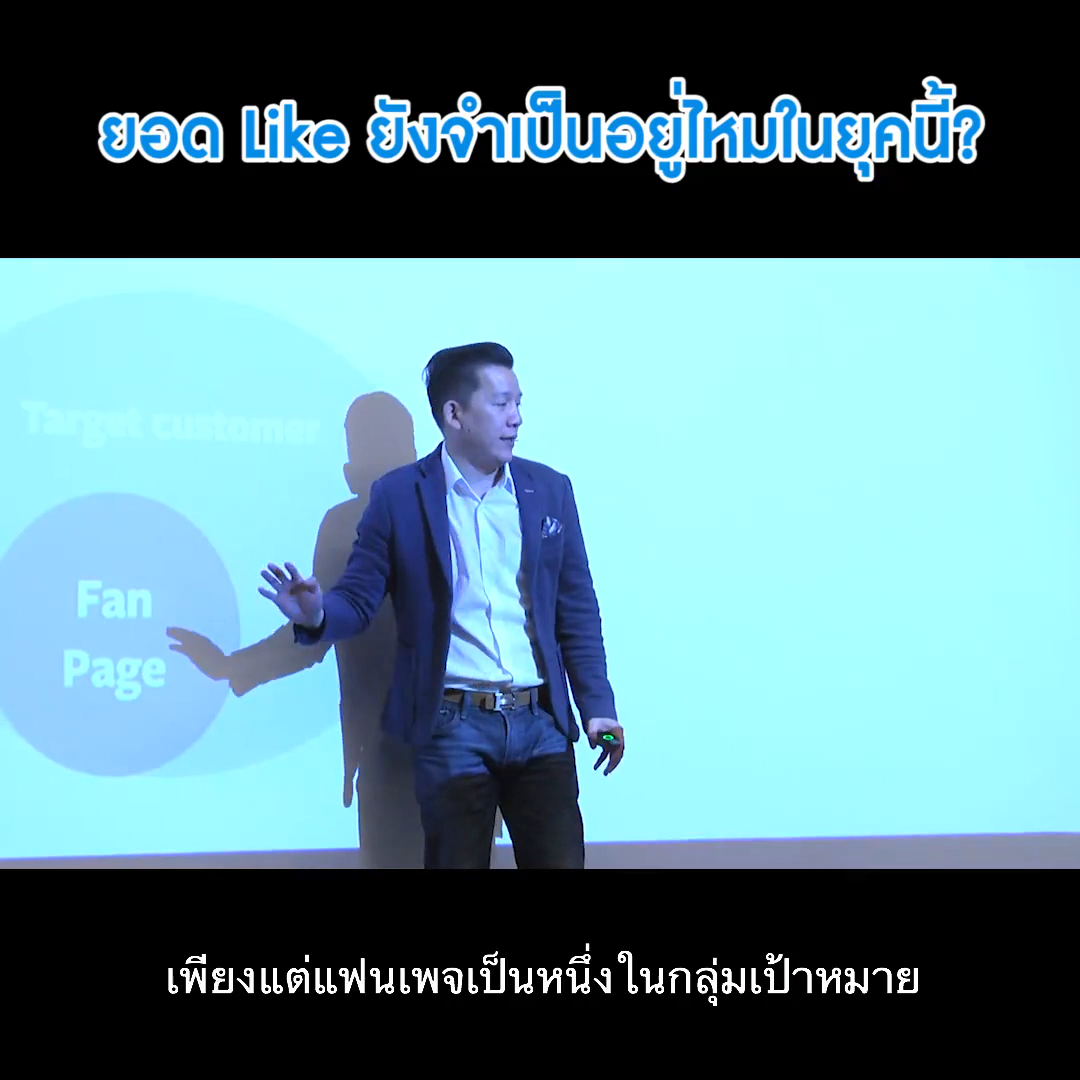 ยอด Like ยังจำเป็นอยู่ไหมในยุคนี้?
Target customer
Fan
Page
เพียงแต่แฟนเพจเป็นหนึ่งในกลุ่มเป้าหมาย